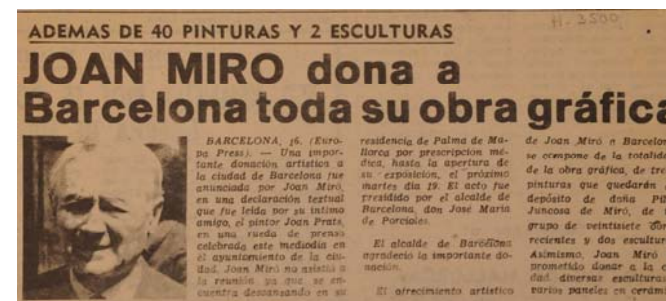 H-3500
ADEMAS DE 40 PINTURAS Y 2 ESCULTURAS
JOAN MIRO dona a
Barcelona toda su obra gráfica
BARCELONA, 16. (Euro-
pa Press). — Una impor-
tante donación artística a
la ciudad de Barcelona fue
anunciada por Joan Miró,
en una declaración textual
que fue leída por su íntimo
amigo, el pintor Joan Prats,
en una rueda de prensa
celebrada este mediodía en
el ayuntamiento de la ciu-
dad. Joan Miró no asistió a
la reunión ya que se en-
cuentra descansando en su
residencia de Palma de Ma-
llorca por prescripción mé-
dica, hasta la apertura de
su exposición, el próximo
martes día 19. El acto fue
presidido por el alcalde de
Barcelona, don José María
de Porcioles.
El alcalde de Barcelona
agradeció la importante do-
nación.
El ofrecimiento artístico
de Joan Miró a Barcelon
se compone de la totalida
de la obra gráfica, de tre
pinturas que quedarán
depósito de doña Pil
Juncosa de Miró, de
grupo de veintisiete obr
recientes y dos escultur
Asimismo, Joan Miró
prometido donar a la c
dad diversas esculturas
varios paneles en cerámi